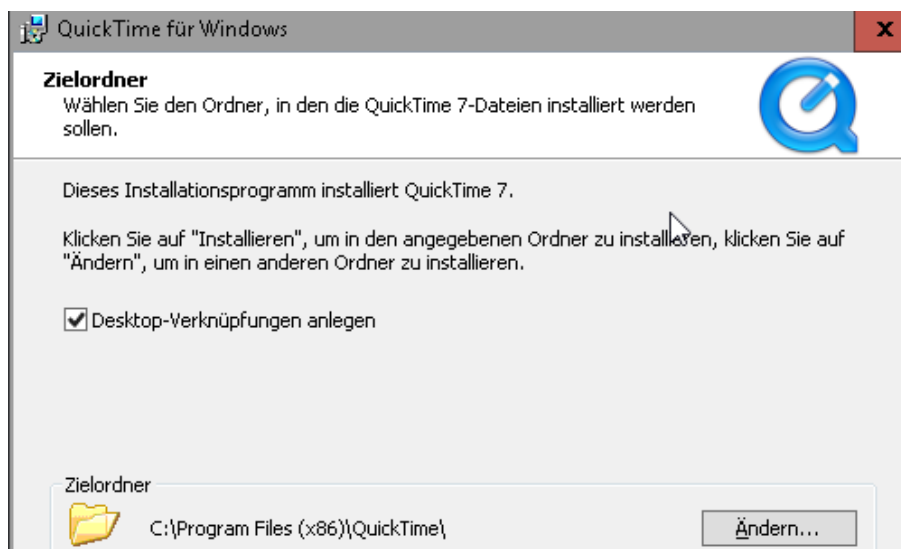 QuickTime für Windows
Zielordner
Wählen Sie den Ordner, in den die QuickTime 7-Dateien installiert werden
sollen.
Dieses Installationsprogramm installiert QuickTime 7.
Klicken Sie auf "Installieren", um in den angegebenen Ordner zu installieren, klicken Sie auf
"Ändern", um in einen anderen Ordner zu installieren.
Desktop-Verknüpfungen anlegen
Zielordner
C:\Program Files (x86)\QuickTime\
Ändern...